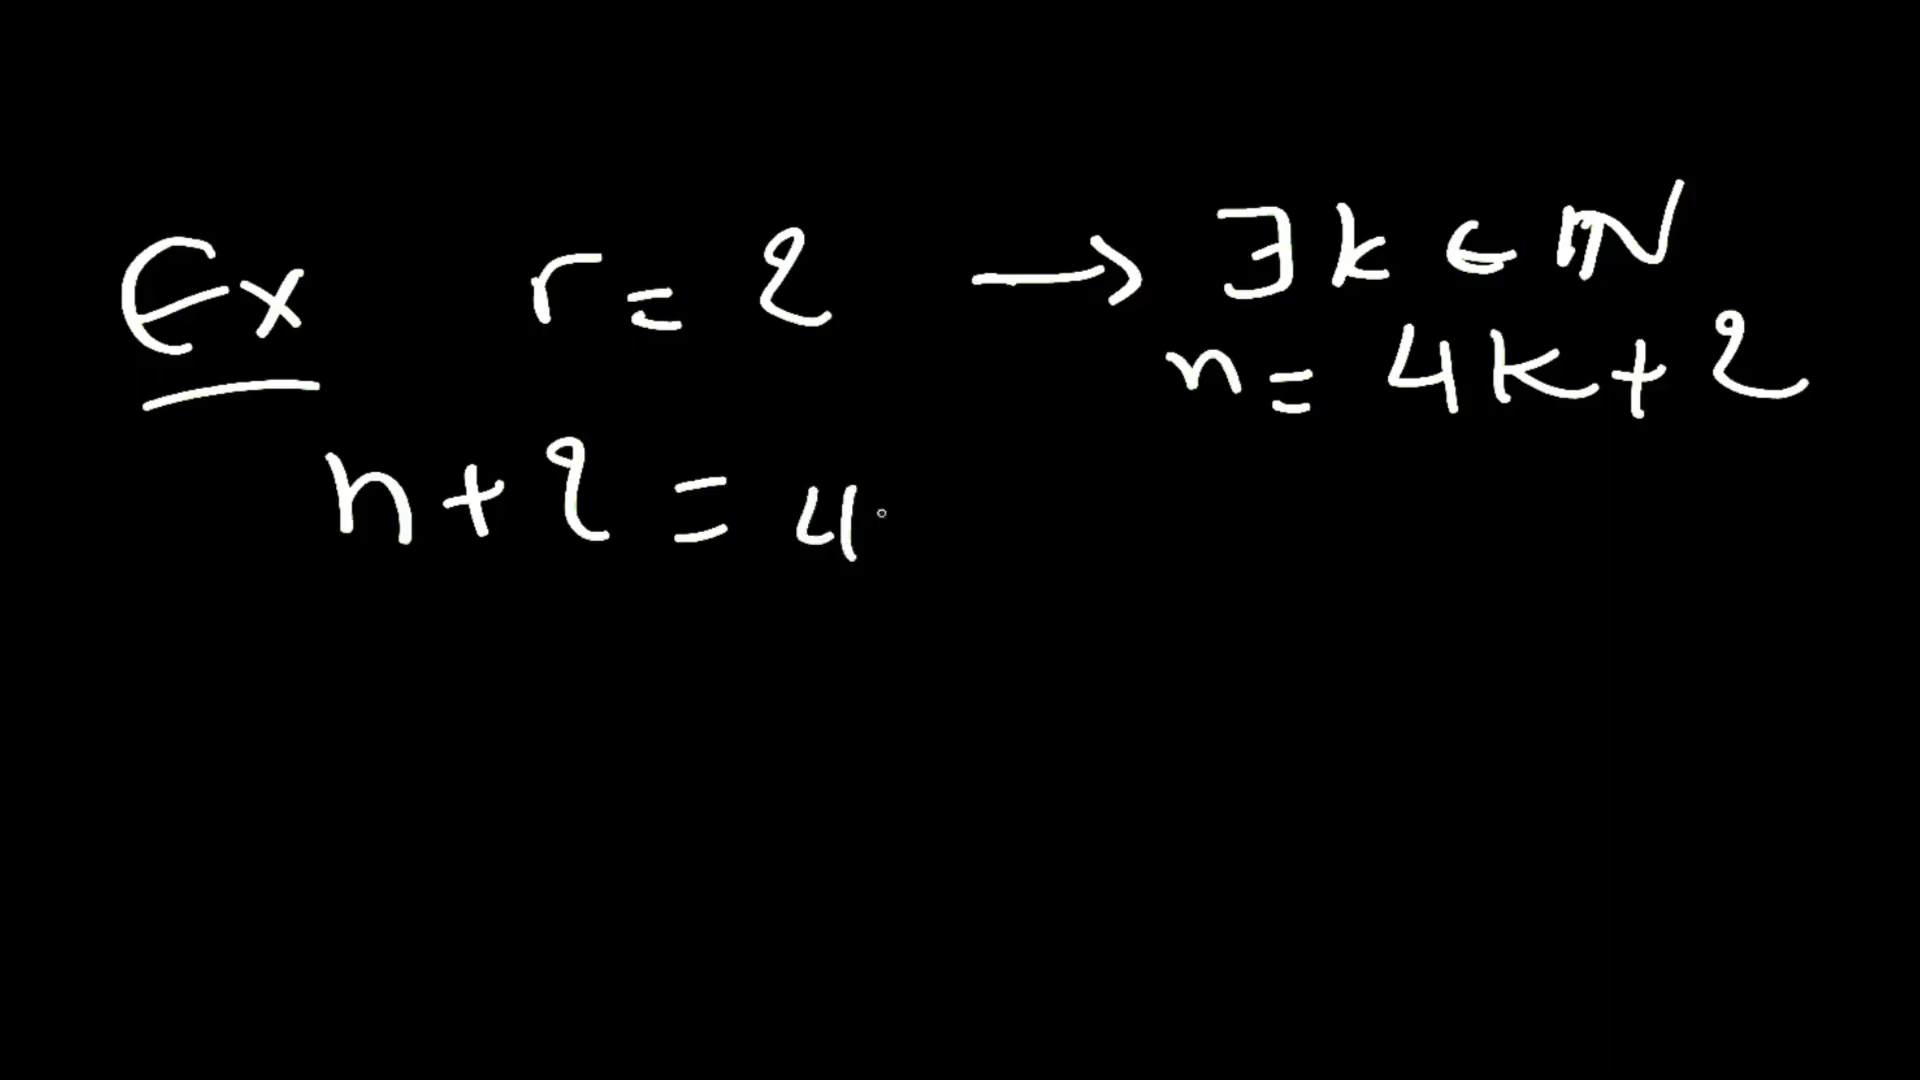 Ex r = 2 → ∃ k ∈ ℕ
n = 4k + 2
n + 2 = 4